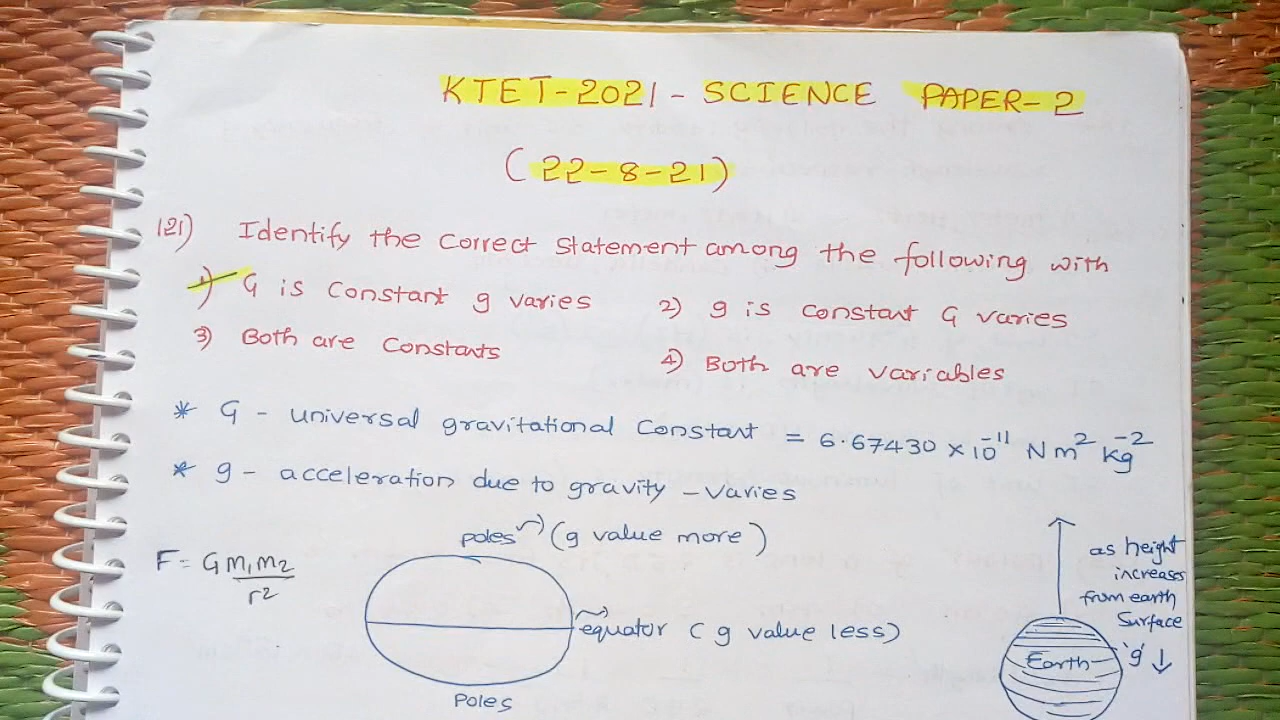 KTET-2021 - SCIENCE PAPER-2
(22-8-21)
121) Identify the correct statement among the following with
1) G is constant g varies 2) g is constant G varies
3) Both are constants 4) Both are variables
* G - universal gravitational constant = 6.67430 × 10⁻¹¹ Nm² kg⁻²
* g - acceleration due to gravity - varies
poles (g value more)
F = G m₁m₂ / r²
equator (g value less)
Poles
as height
increases
from earth
surface
'g' ↓
Earth